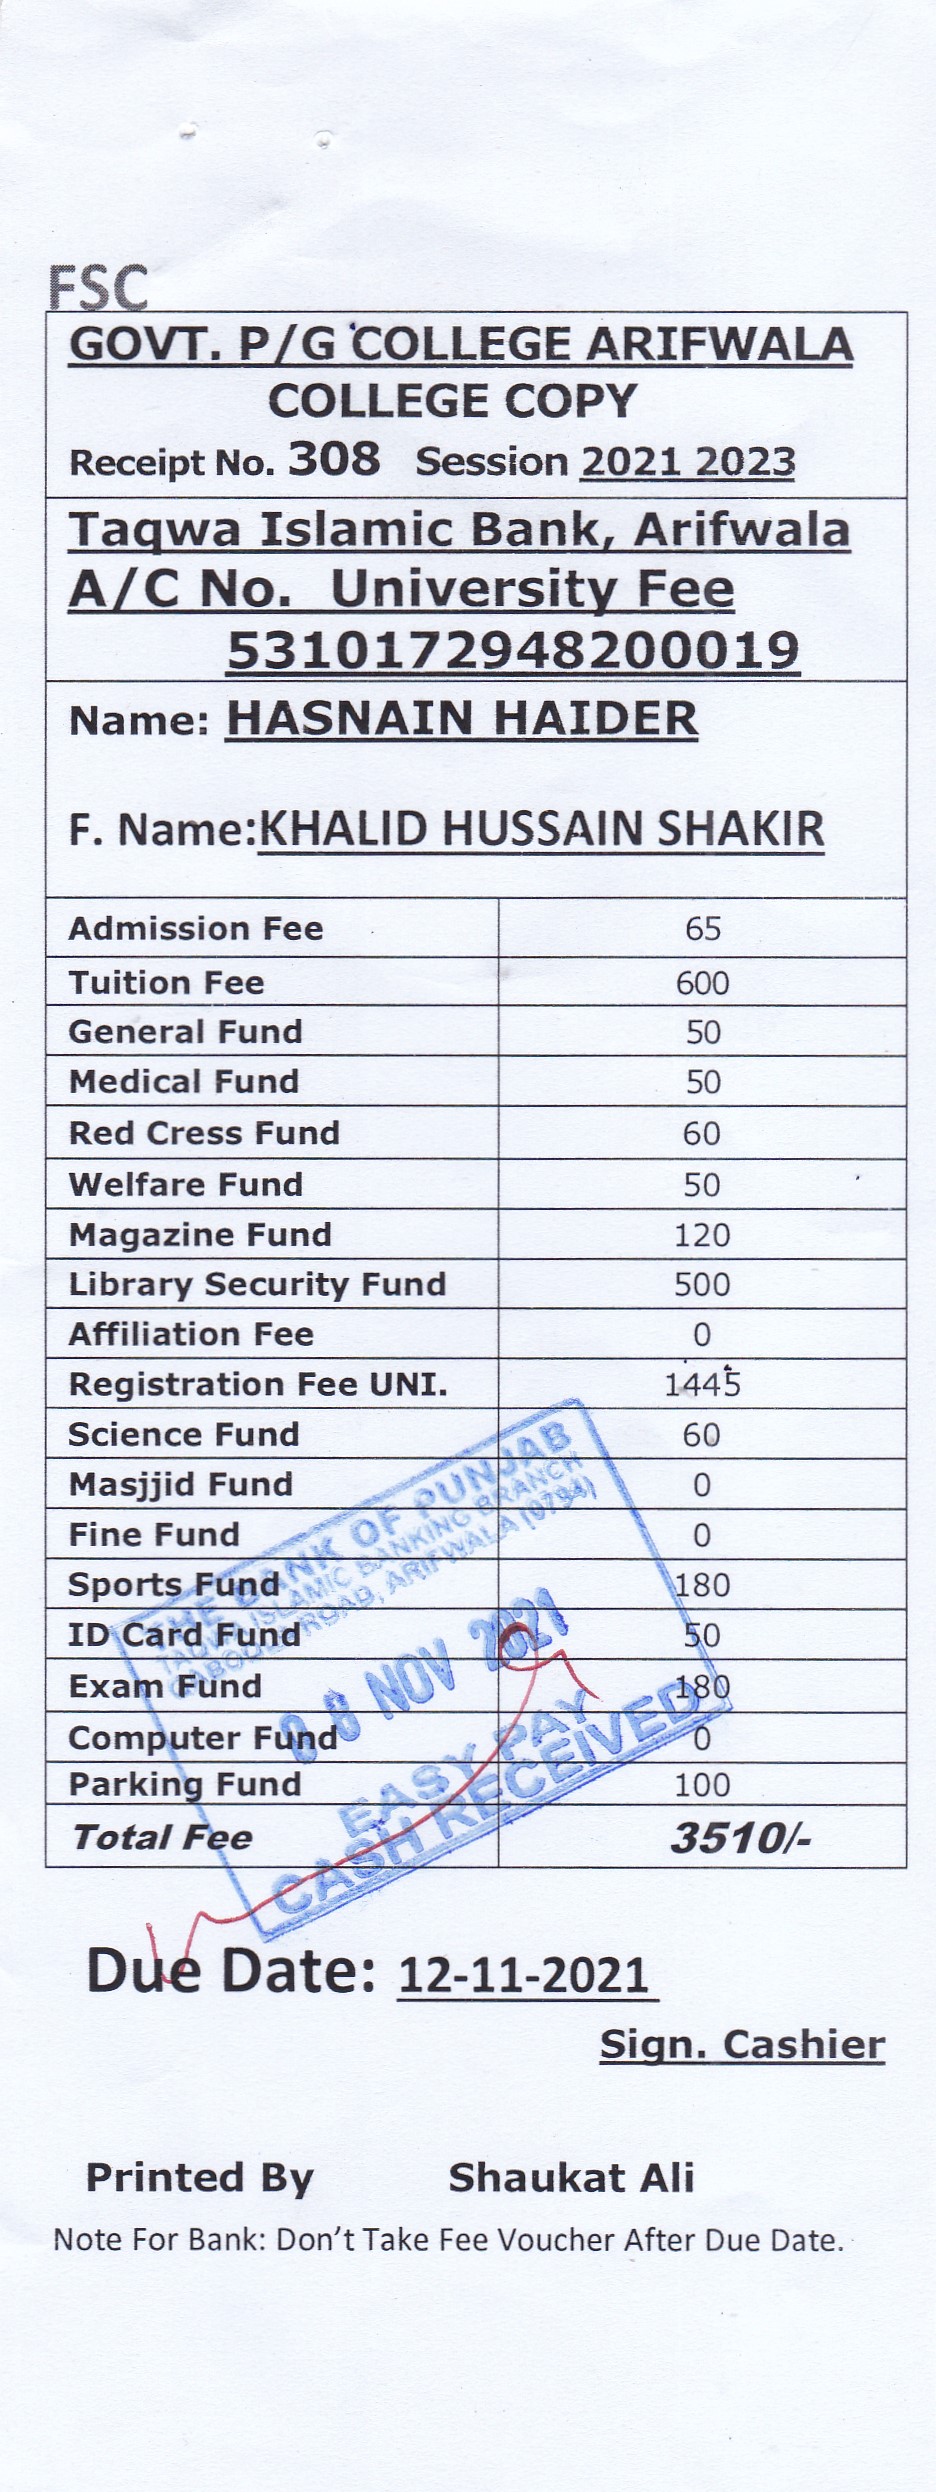 FSC
GOVT. P/G COLLEGE ARIFWALA
COLLEGE COPY
Receipt No. 308 Session 2021 2023
Taqwa Islamic Bank, Arifwala
A/C No. University Fee
5310172948200019
Name: HASNAIN HAIDER
F. Name:KHALID HUSSAIN SHAKIR
Admission Fee 65
Tuition Fee 600
General Fund 50
Medical Fund 50
Red Cress Fund 60
Welfare Fund 50
Magazine Fund 120
Library Security Fund 500
Affiliation Fee 0
Registration Fee UNI. 1445
Science Fund 60
Masjjid Fund 0
Fine Fund 0
Sports Fund 180
ID Card Fund 50
Exam Fund 180
Computer Fund 0
Parking Fund 100
Total Fee 3510/-
THE BANK OF PUNJAB
TAQWA ISLAMIC BANKING BRANCH
ROAD, ARIFWALA (0794)
08 NOV 2021
EASY PAY
CASH RECEIVED
Due Date: 12-11-2021
Sign. Cashier
Printed By Shaukat Ali
Note For Bank: Don't Take Fee Voucher After Due Date.